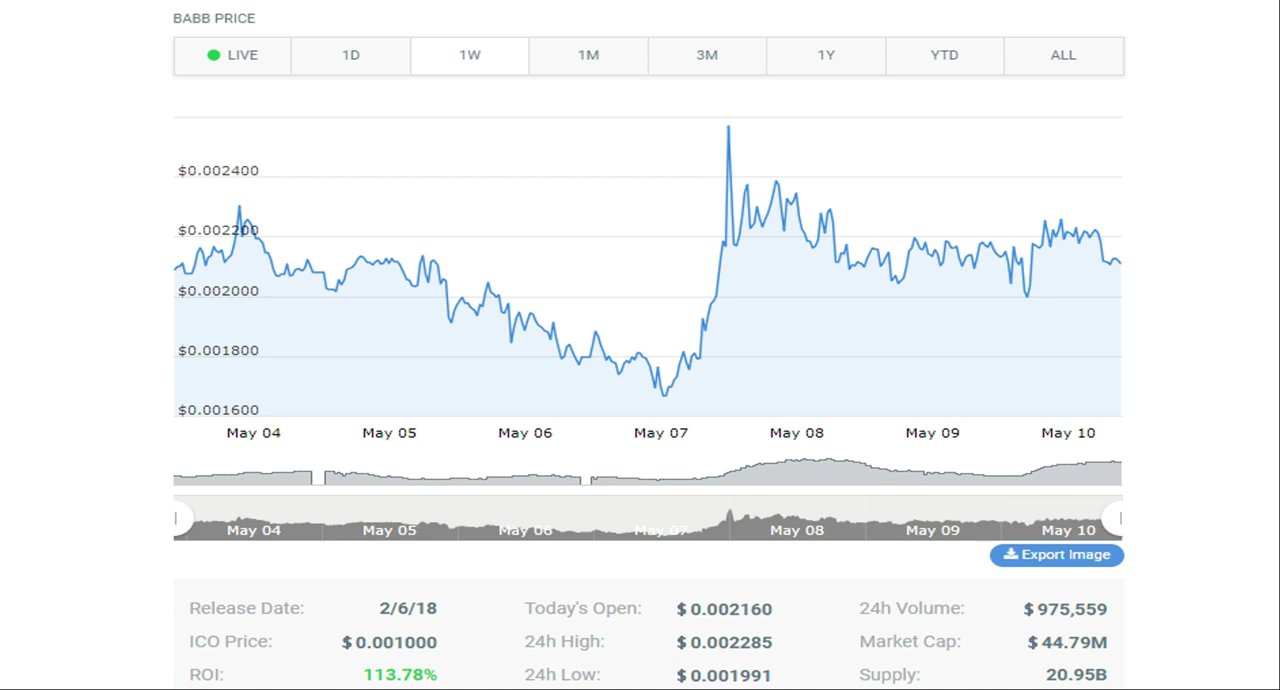 BABB PRICE
LIVE 1D 1W 1M 3M 1Y YTD ALL
$0.002400
$0.002200
$0.002000
$0.001800
$0.001600
May 04 May 05 May 06 May 07 May 08 May 09 May 10
May 04 May 05 May 06 May 07 May 08 May 09 May 10
Export Image
Release Date: 2/6/18 Today's Open: $0.002160 24h Volume: $975,559
ICO Price: $0.001000 24h High: $0.002285 Market Cap: $44.79M
ROI: 113.78% 24h Low: $0.001991 Supply: 20.95B